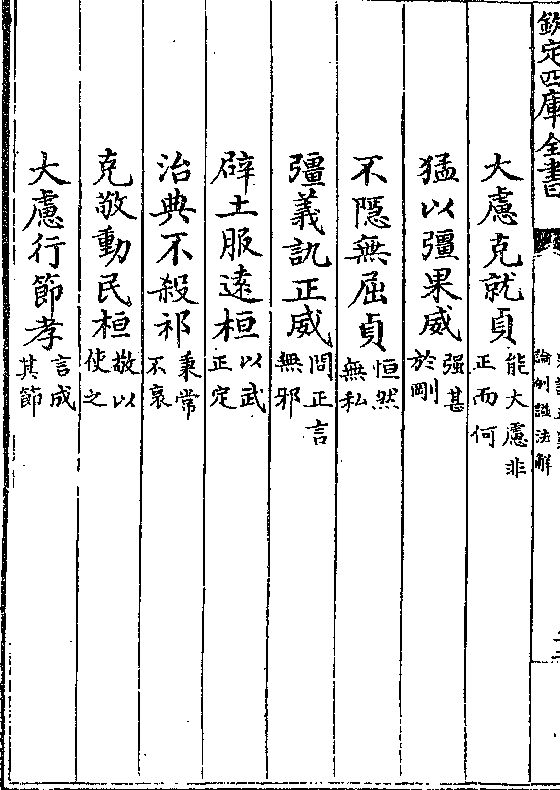 欽定四庫全書
論例諡法解
大慮克就貞能大慮非正而何
猛以彊果威强甚於剛
不隠無屈貞恒然無私
彊義訊正威問正言無邪
辟土服遠桓以武正定
治典不殺祁秉常不衰
克敬動民桓敬以使之
大慮行節孝言成其節